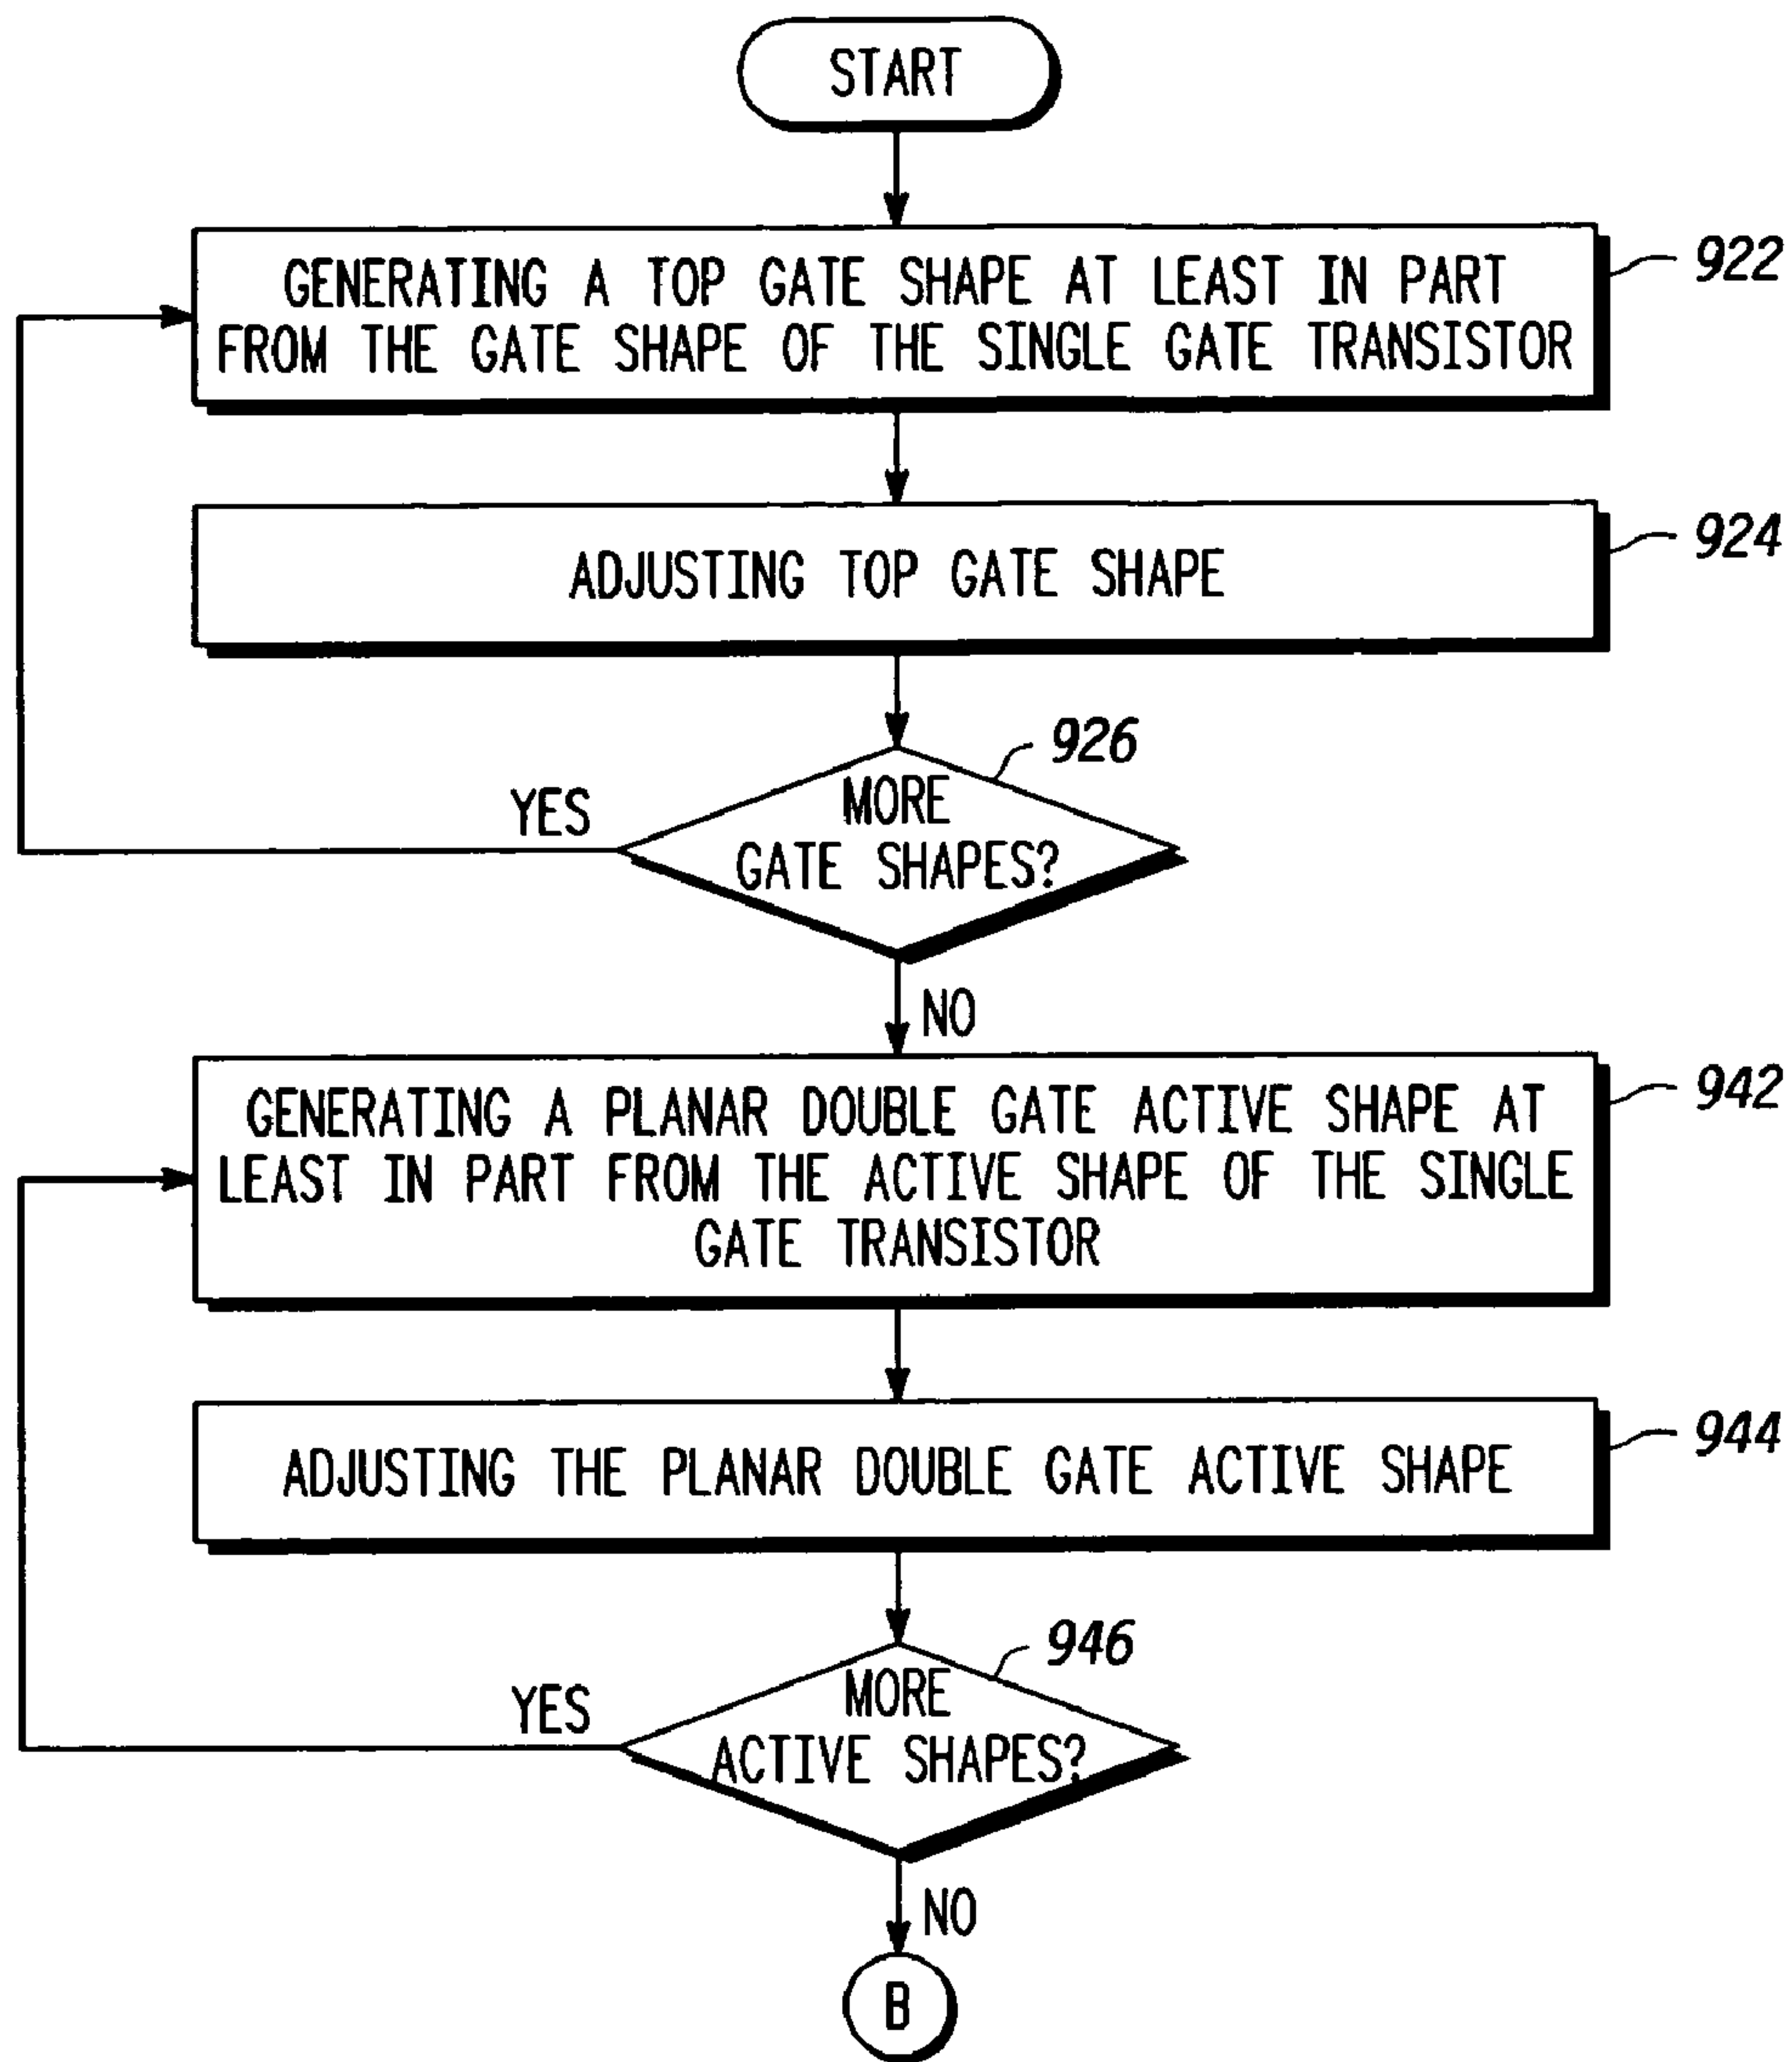 START
GENERATING A TOP GATE SHAPE AT LEAST IN PART
FROM THE GATE SHAPE OF THE SINGLE GATE TRANSISTOR
922
ADJUSTING TOP GATE SHAPE
924
926
MORE
GATE SHAPES?
YES
NO
GENERATING A PLANAR DOUBLE GATE ACTIVE SHAPE AT
LEAST IN PART FROM THE ACTIVE SHAPE OF THE SINGLE
GATE TRANSISTOR
942
ADJUSTING THE PLANAR DOUBLE GATE ACTIVE SHAPE
944
946
MORE
ACTIVE SHAPES?
YES
NO
B